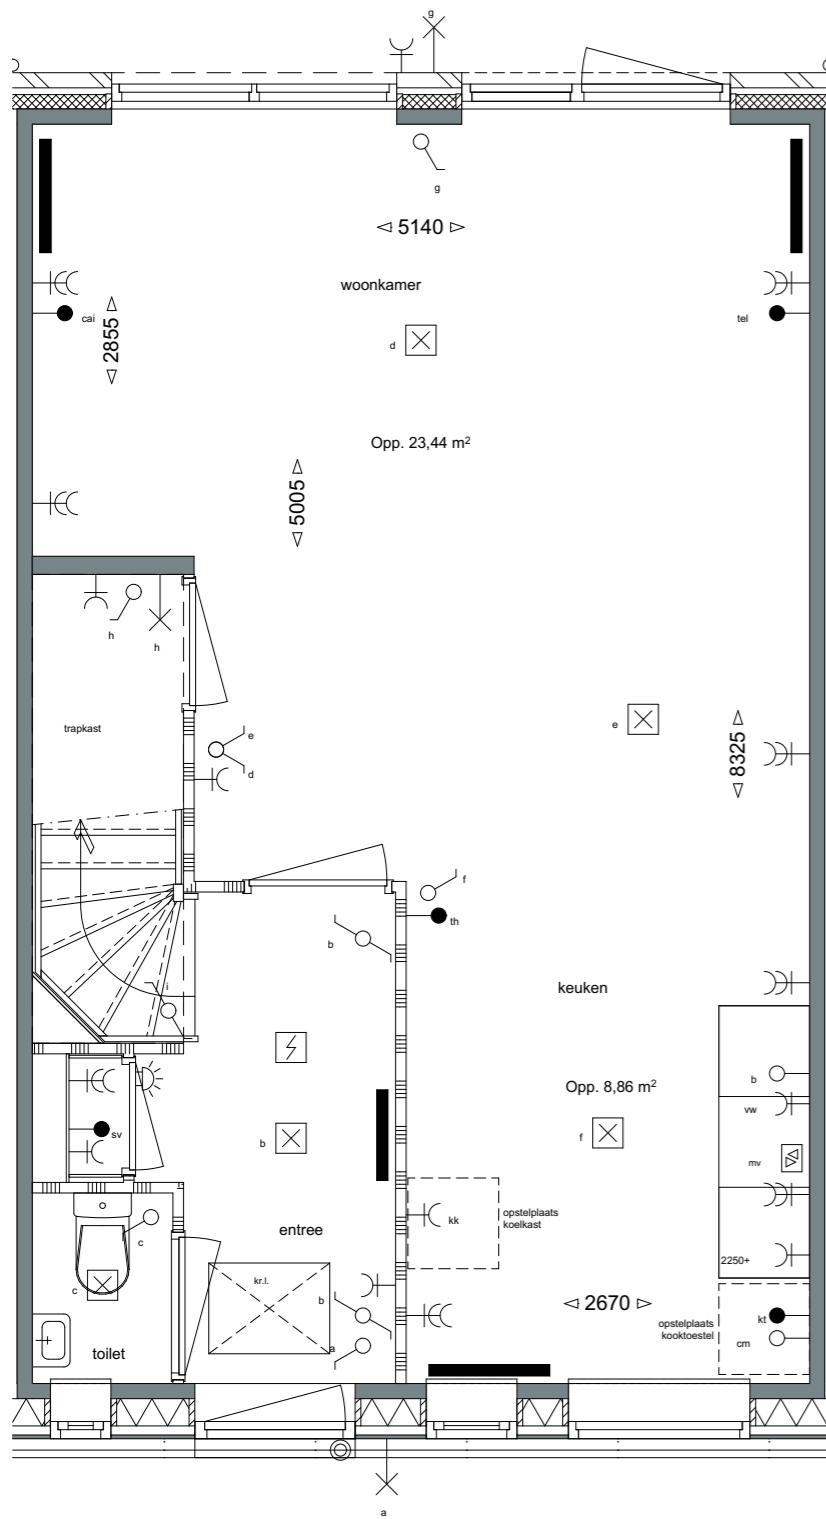 g
g
5140
woonkamer
cai
2855
tel
d
Opp. 23,44 m²
5005
h
h
trapkast
e
d
e
8325
f
th
b
i
keuken
b
Opp. 8,86 m²
vw
sv
b
f
mv
kk
opstelplaats
koelkast
c
entree
2250+
c
kr.l.
b
2670
opstelplaats
kooktoestel
kt
cm
toilet
a
a